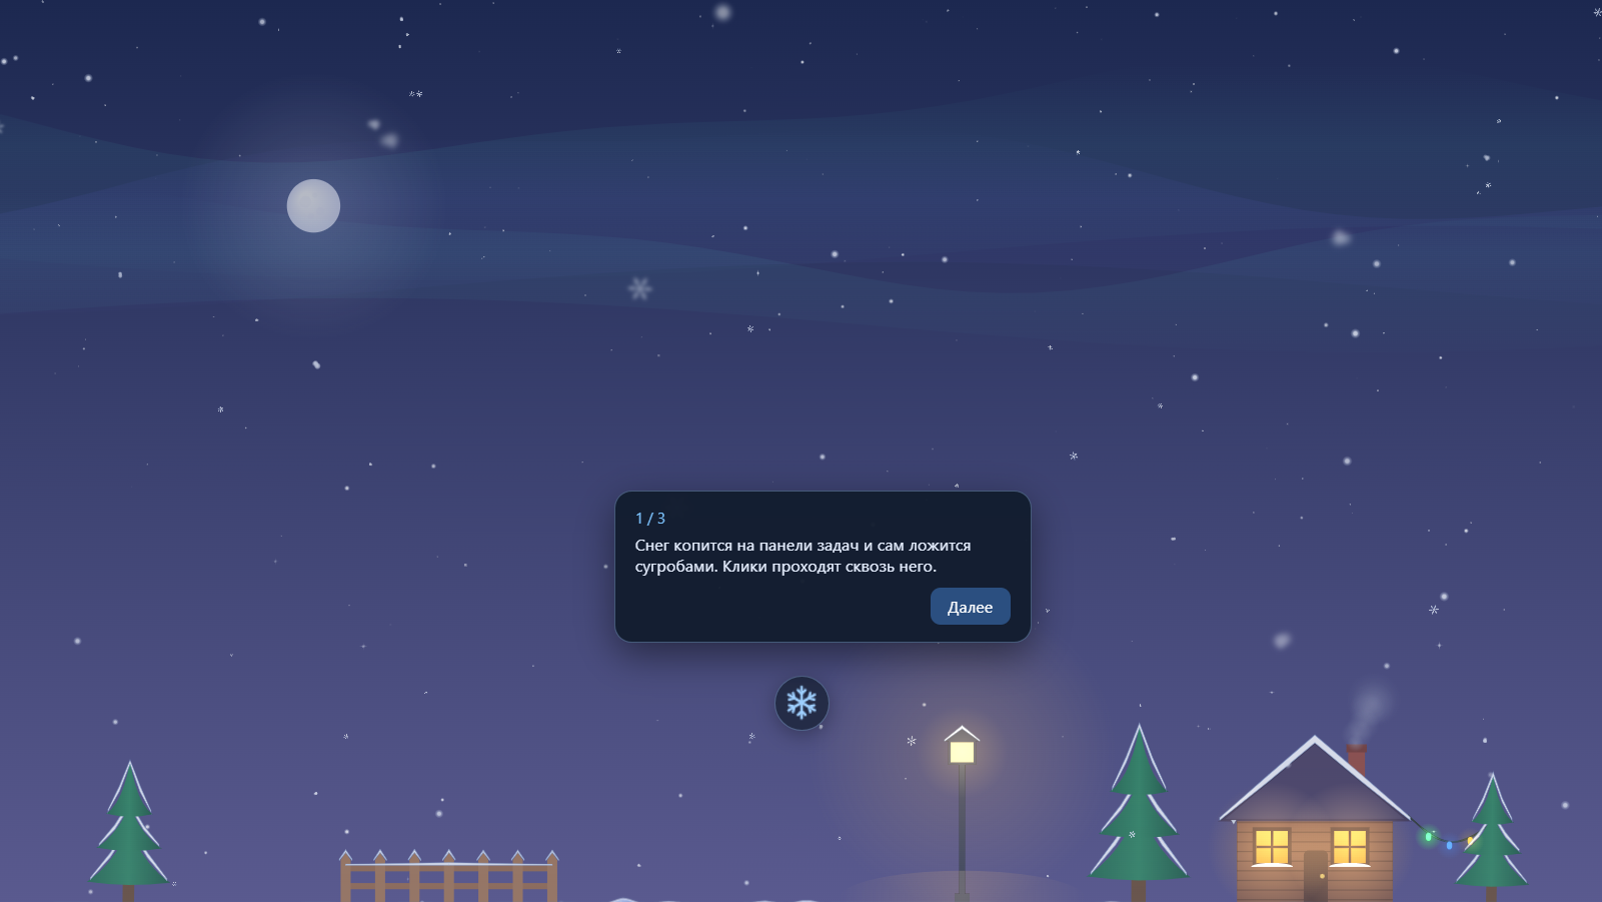 1 / 3
Снег копится на панели задач и сам ложится
сугробами. Клики проходят сквозь него.
Далее